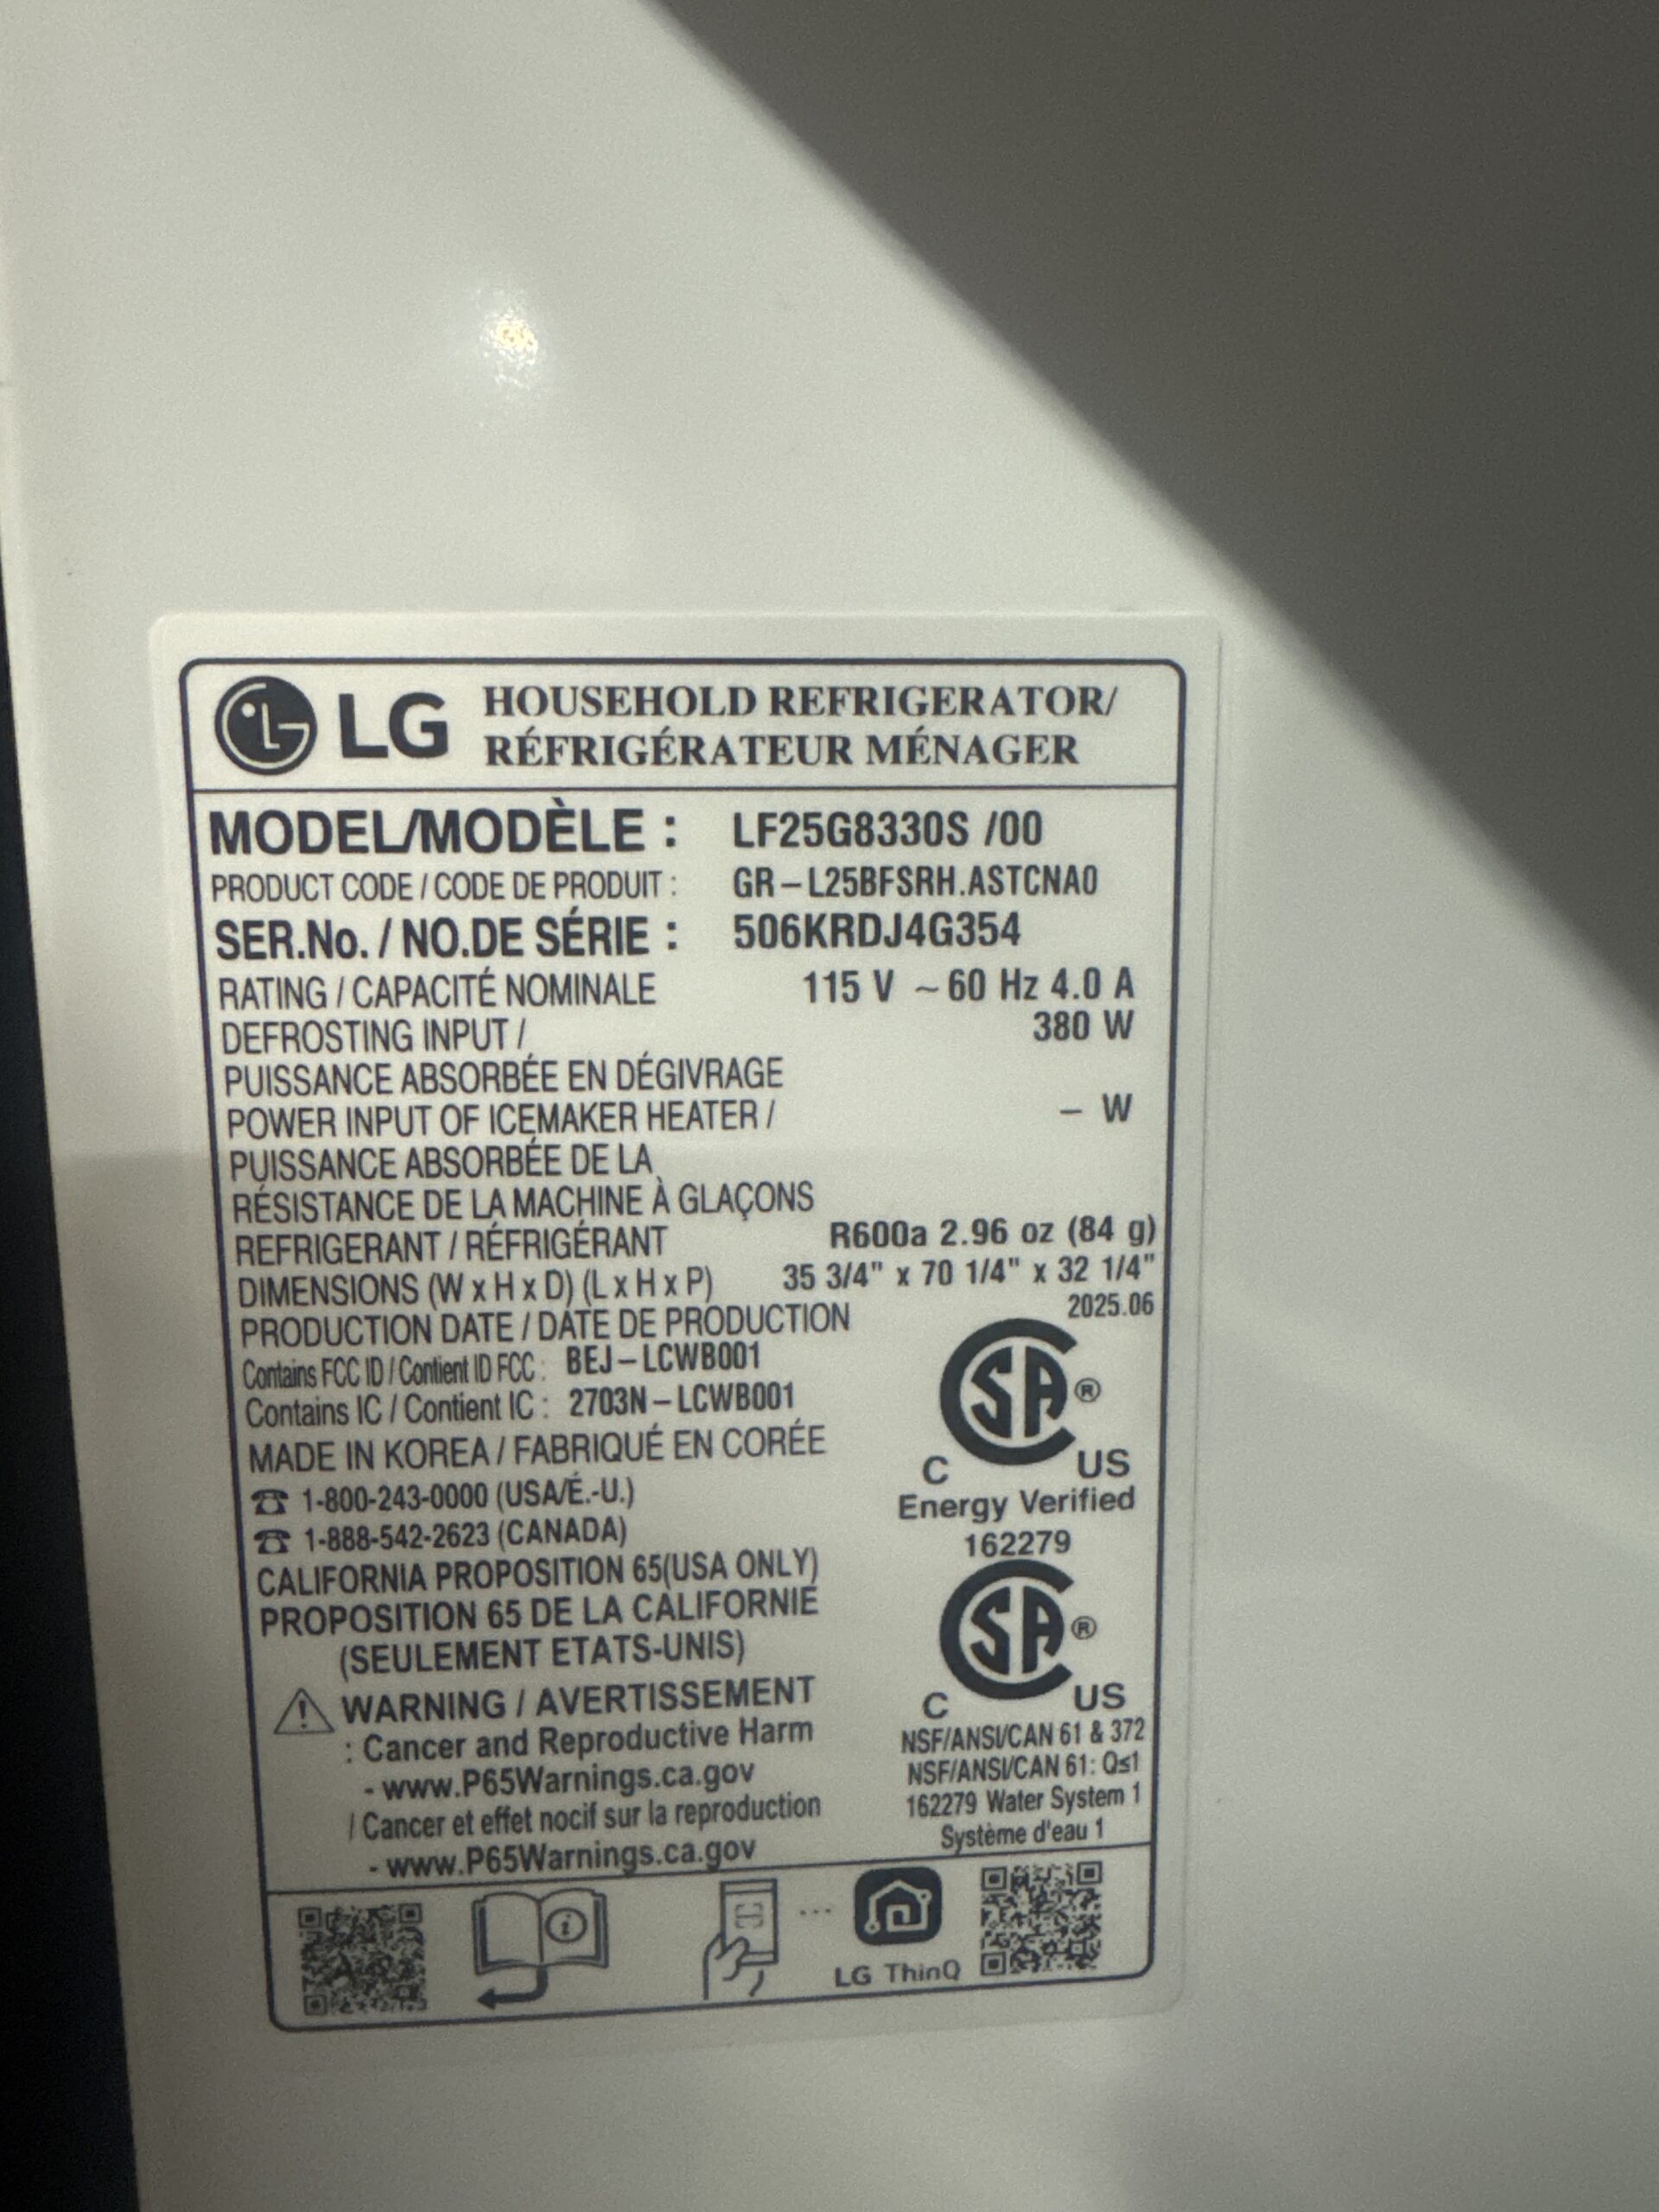 LG HOUSEHOLD REFRIGERATOR/
RÉFRIGÉRATEUR MÉNAGER
MODEL/MODÈLE : LF25G8330S /00
PRODUCT CODE / CODE DE PRODUIT : GR-L25BFSRH.ASTCNA0
SER.No. / NO.DE SÉRIE : 506KRDJ4G354
RATING / CAPACITÉ NOMINALE 115 V ~ 60 Hz 4.0 A
DEFROSTING INPUT / 380 W
PUISSANCE ABSORBÉE EN DÉGIVRAGE
POWER INPUT OF ICEMAKER HEATER / – W
PUISSANCE ABSORBÉE DE LA
RÉSISTANCE DE LA MACHINE À GLAÇONS
REFRIGERANT / RÉFRIGÉRANT R600a 2.96 oz (84 g)
DIMENSIONS (W x H x D) (L x H x P) 35 3/4" x 70 1/4" x 32 1/4"
PRODUCTION DATE / DATE DE PRODUCTION 2025.06
Contains FCC ID / Contient ID FCC : BEJ-LCWB001
Contains IC / Contient IC : 2703N-LCWB001
MADE IN KOREA / FABRIQUÉ EN CORÉE
☎ 1-800-243-0000 (USA/É.-U.)
☎ 1-888-542-2623 (CANADA)
CALIFORNIA PROPOSITION 65(USA ONLY)
PROPOSITION 65 DE LA CALIFORNIE
(SEULEMENT ETATS-UNIS)
⚠ WARNING / AVERTISSEMENT
: Cancer and Reproductive Harm
- www.P65Warnings.ca.gov
/ Cancer et effet nocif sur la reproduction
- www.P65Warnings.ca.gov
CSA®
C US
Energy Verified
162279
CSA®
C US
NSF/ANSI/CAN 61 & 372
NSF/ANSI/CAN 61: Q≤1
162279 Water System 1
Système d'eau 1
LG ThinQ